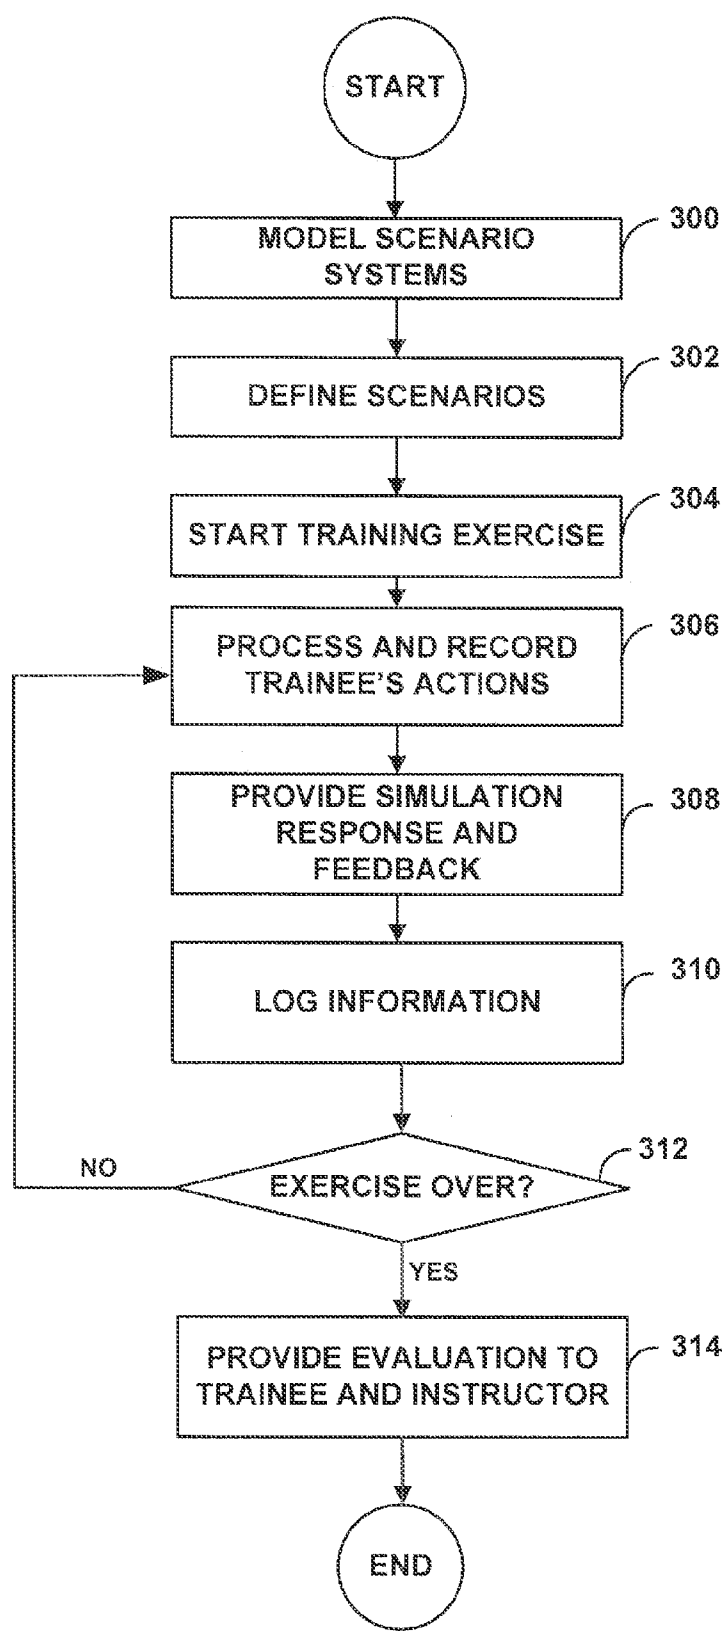 START
300
MODEL SCENARIO
SYSTEMS
302
DEFINE SCENARIOS
304
START TRAINING EXERCISE
306
PROCESS AND RECORD
TRAINEE'S ACTIONS
308
PROVIDE SIMULATION
RESPONSE AND
FEEDBACK
310
LOG INFORMATION
312
NO
EXERCISE OVER?
YES
314
PROVIDE EVALUATION TO
TRAINEE AND INSTRUCTOR
END